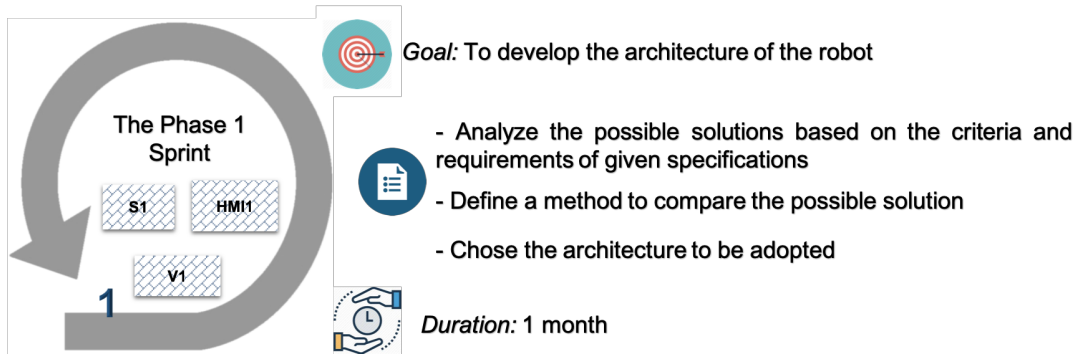 Goal: To develop the architecture of the robot
The Phase 1
Sprint
- Analyze the possible solutions based on the criteria and
requirements of given specifications
S1
HMI1
- Define a method to compare the possible solution
- Chose the architecture to be adopted
V1
1
Duration: 1 month